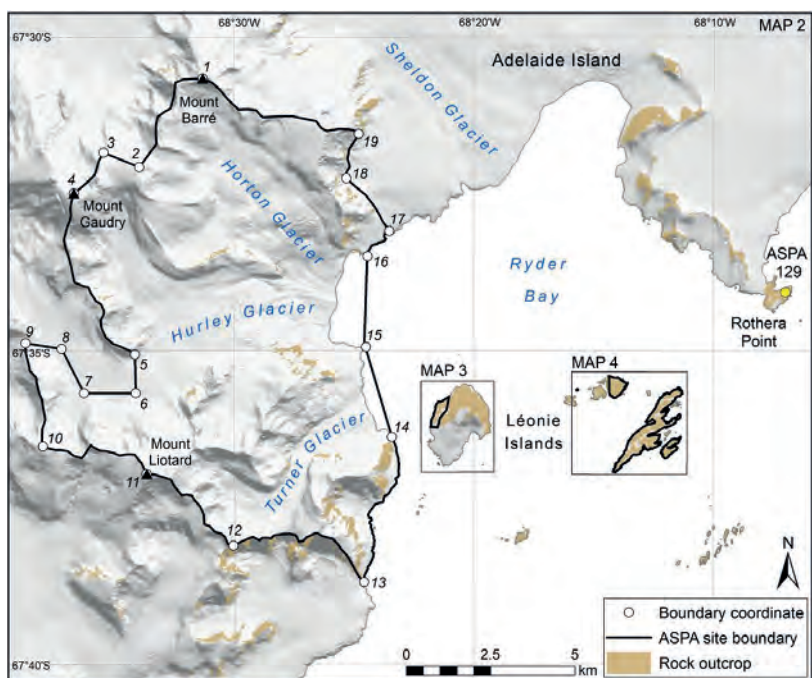 68°30'W
68°20'W
68°10'W
MAP 2
67°30'S
1
Mount
Barré
Sheldon Glacier
Adelaide Island
19
3
2
18
4
Mount
Gaudry
Horton Glacier
17
16
Ryder
Bay
ASPA
129
Rothera
Point
Hurley Glacier
9
8
15
67°35'S
5
7
6
MAP 3
MAP 4
Léonie
Islands
14
10
Mount
Liotard
11
Turner Glacier
12
13
N
Boundary coordinate
ASPA site boundary
Rock outcrop
0 2.5 5
km
67°40'S